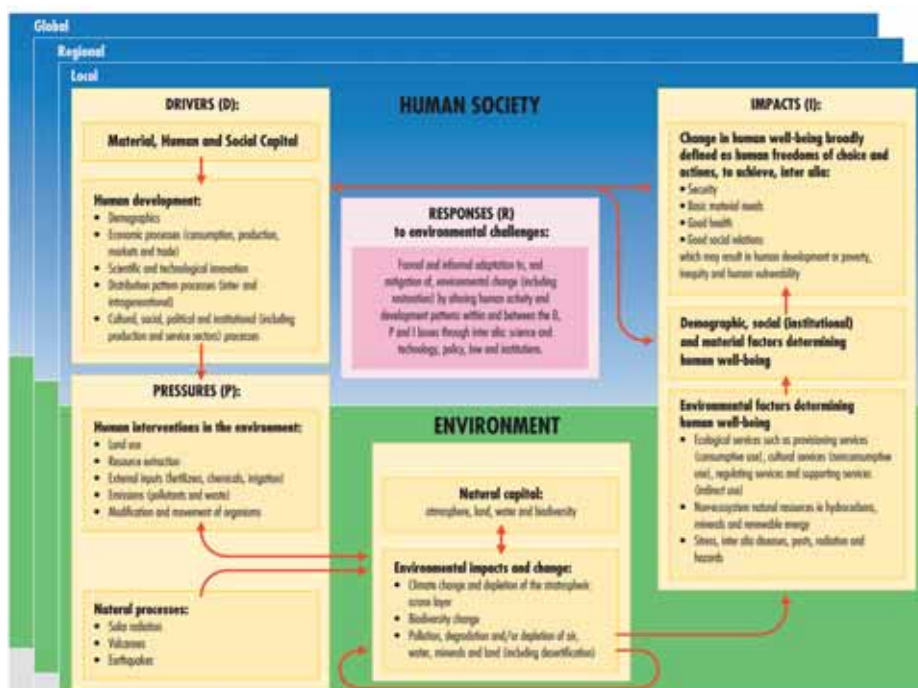 Global
Regional
Local
HUMAN SOCIETY
DRIVERS (D):
Material, Human and Social Capital
Human development:
• Demographics
• Economic processes (consumption, production,
markets and trade)
• Scientific and technological innovation
• Distribution pattern processes (inter and
intragenerational)
• Cultural, social, political and institutional (including
production and service sectors) processes
PRESSURES (P):
Human interventions in the environment:
• Land use
• Resource extraction
• External inputs (fertilizers, chemicals, irrigation)
• Emissions (pollutants and waste)
• Modification and movement of organisms
Natural processes:
• Solar radiation
• Volcanoes
• Earthquakes
RESPONSES (R)
to environmental challenges:
Formal and informal adaptation to, and
mitigation of, environmental change (including
restoration) by altering human activity and
development patterns within and between the D,
P and I boxes through inter alia: science and
technology, policy, law and institutions.
ENVIRONMENT
Natural capital:
atmosphere, land, water and biodiversity
Environmental impacts and change:
• Climate change and depletion of the stratospheric
ozone layer
• Biodiversity change
• Pollution, degradation and/or depletion of air,
water, minerals and land (including desertification)
IMPACTS (I):
Change in human well-being broadly
defined as human freedoms of choice and
actions, to achieve, inter alia:
• Security
• Basic material needs
• Good health
• Good social relations
which may result in human development or poverty,
inequity and human vulnerability
Demographic, social (institutional)
and material factors determining
human well-being
Environmental factors determining
human well-being
• Ecological services such as provisioning services
(consumptive use), cultural services (nonconsumptive
use), regulating services and supporting services
(indirect use)
• Non-ecosystem natural resources ie hydrocarbons,
minerals and renewable energy
• Stress, inter alia diseases, pests, radiation and
hazards